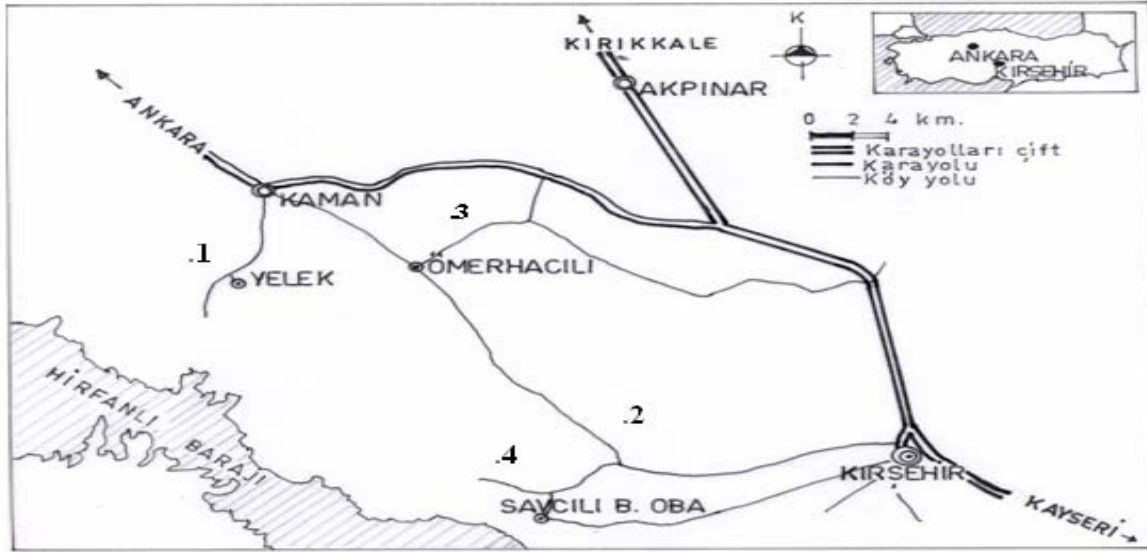 K
KIRIKKALE
ANKARA
KIRŞEHİR
AKPINAR
ANKARA
0 2 4 km.
Karayolları çift
Karayolu
Köy yolu
KAMAN
.3
.1
ÖMERHACILI
YELEK
HİRFANLI
BARAJI
.2
.4
KIRŞEHİR
SAVCILI B. OBA
KAYSERİ